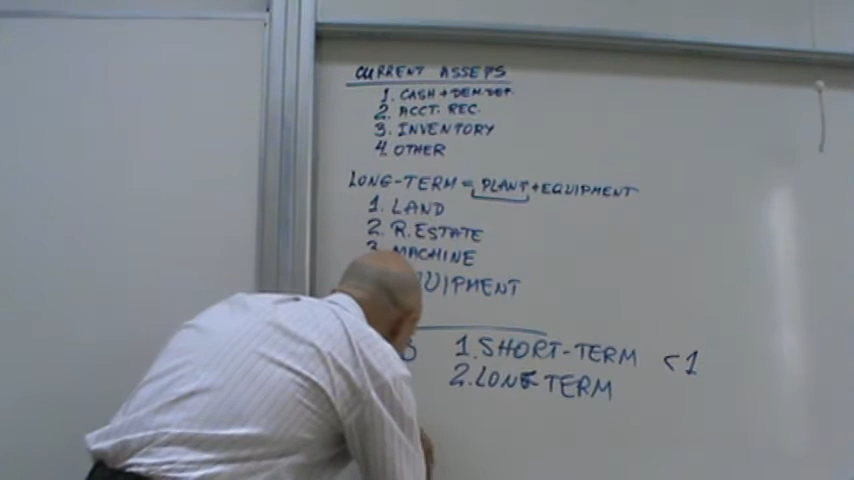 CURRENT ASSETS
1. CASH + DEM. DEP.
2. ACCT. REC.
3. INVENTORY
4. OTHER
LONG-TERM = PLANT + EQUIPMENT
1. LAND
2. R. ESTATE
3. MACHINE
1. SHORT-TERM < 1
2. LONG TERM